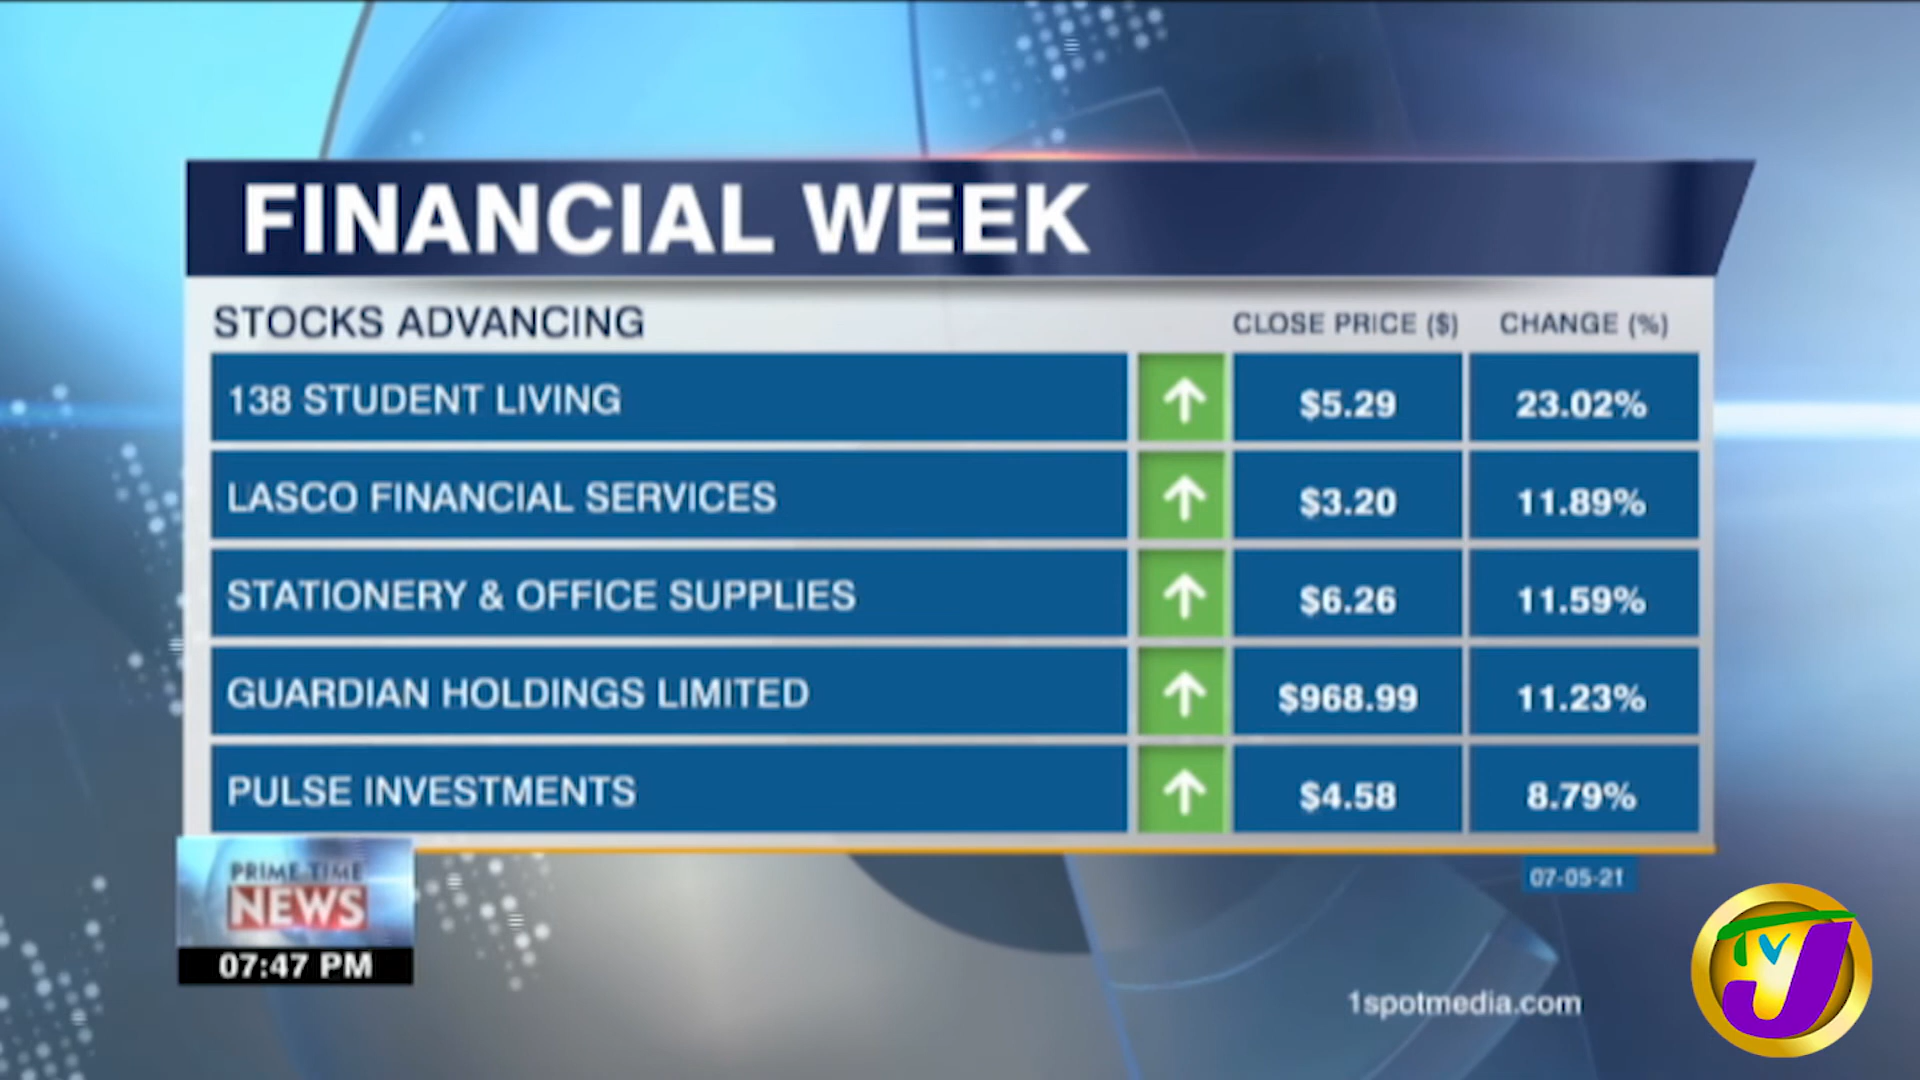 FINANCIAL WEEK
STOCKS ADVANCING CLOSE PRICE ($) CHANGE (%)
138 STUDENT LIVING $5.29 23.02%
LASCO FINANCIAL SERVICES $3.20 11.89%
STATIONERY & OFFICE SUPPLIES $6.26 11.59%
GUARDIAN HOLDINGS LIMITED $968.99 11.23%
PULSE INVESTMENTS $4.58 8.79%
PRIME TIME
NEWS
07:47 PM
07-05-21
1spotmedia.com
TVJ